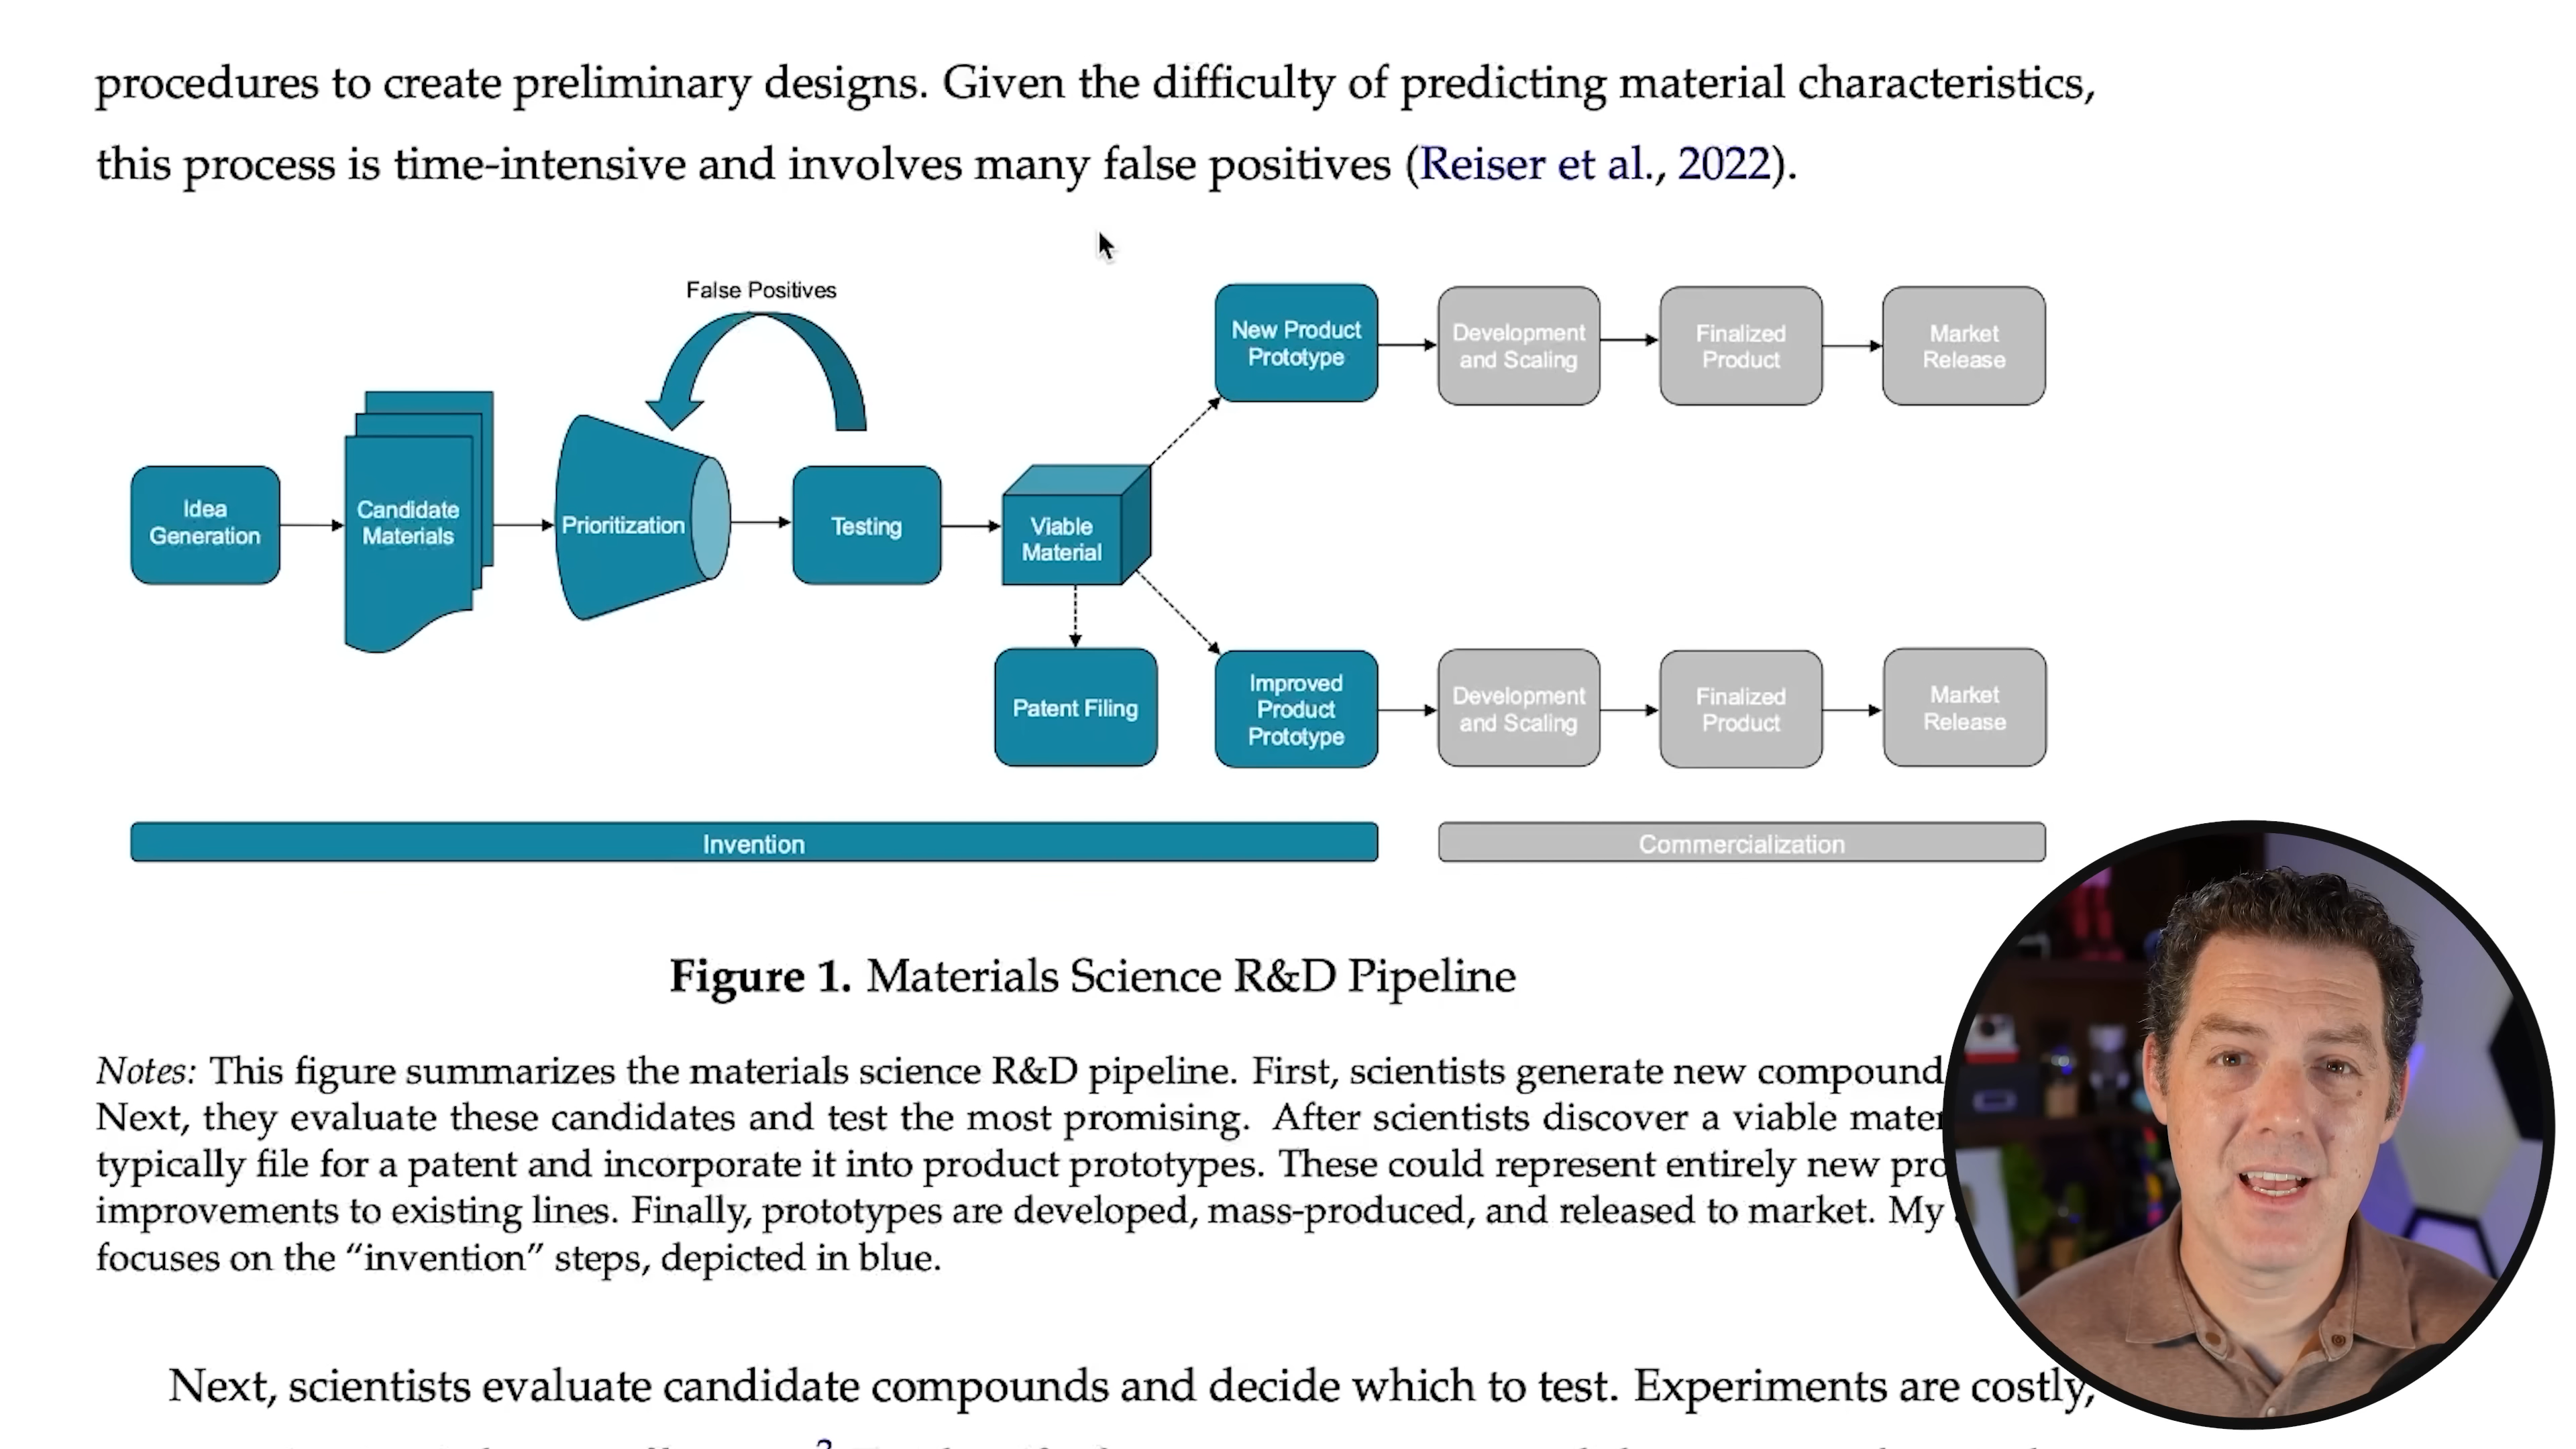 procedures to create preliminary designs. Given the difficulty of predicting material characteristics,
this process is time-intensive and involves many false positives (Reiser et al., 2022).
False Positives
New Product
Prototype
Development
and Scaling
Finalized
Product
Market
Release
Idea
Generation
Candidate
Materials
Prioritization
Testing
Viable
Material
Patent Filing
Improved
Product
Prototype
Development
and Scaling
Finalized
Product
Market
Release
Invention
Commercialization
Figure 1. Materials Science R&D Pipeline
Notes: This figure summarizes the materials science R&D pipeline. First, scientists generate new compound
Next, they evaluate these candidates and test the most promising. After scientists discover a viable mater
typically file for a patent and incorporate it into product prototypes. These could represent entirely new pro
improvements to existing lines. Finally, prototypes are developed, mass-produced, and released to market. My
focuses on the “invention” steps, depicted in blue.
Next, scientists evaluate candidate compounds and decide which to test. Experiments are costly,